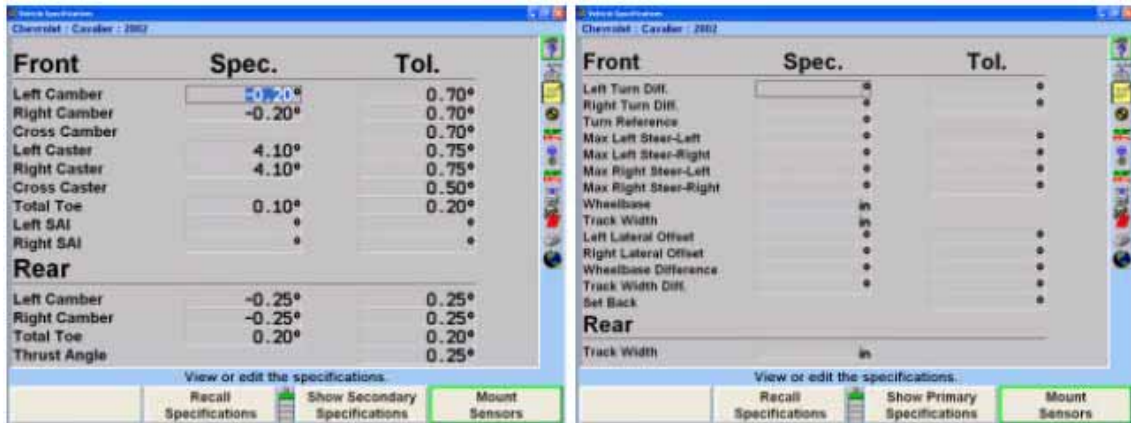 Vehicle Specifications
Chevrolet : Cavalier : 2002
Front Spec. Tol.
Left Camber -0.20° 0.70°
Right Camber -0.20° 0.70°
Cross Camber 0.70°
Left Caster 4.10° 0.75°
Right Caster 4.10° 0.75°
Cross Caster 0.50°
Total Toe 0.10° 0.20°
Left SAI ° °
Right SAI ° °
Rear
Left Camber -0.25° 0.25°
Right Camber -0.25° 0.25°
Total Toe 0.20° 0.20°
Thrust Angle 0.25°
View or edit the specifications.
Recall Specifications
Show Secondary Specifications
Mount Sensors
Vehicle Specifications
Chevrolet : Cavalier : 2002
Front Spec. Tol.
Left Turn Diff. ° °
Right Turn Diff. ° °
Turn Reference °
Max Left Steer-Left ° °
Max Left Steer-Right ° °
Max Right Steer-Left ° °
Max Right Steer-Right ° °
Wheelbase in
Track Width in
Left Lateral Offset ° °
Right Lateral Offset ° °
Wheelbase Difference ° °
Track Width Diff. ° °
Set Back °
Rear
Track Width in
View or edit the specifications.
Recall Specifications
Show Primary Specifications
Mount Sensors